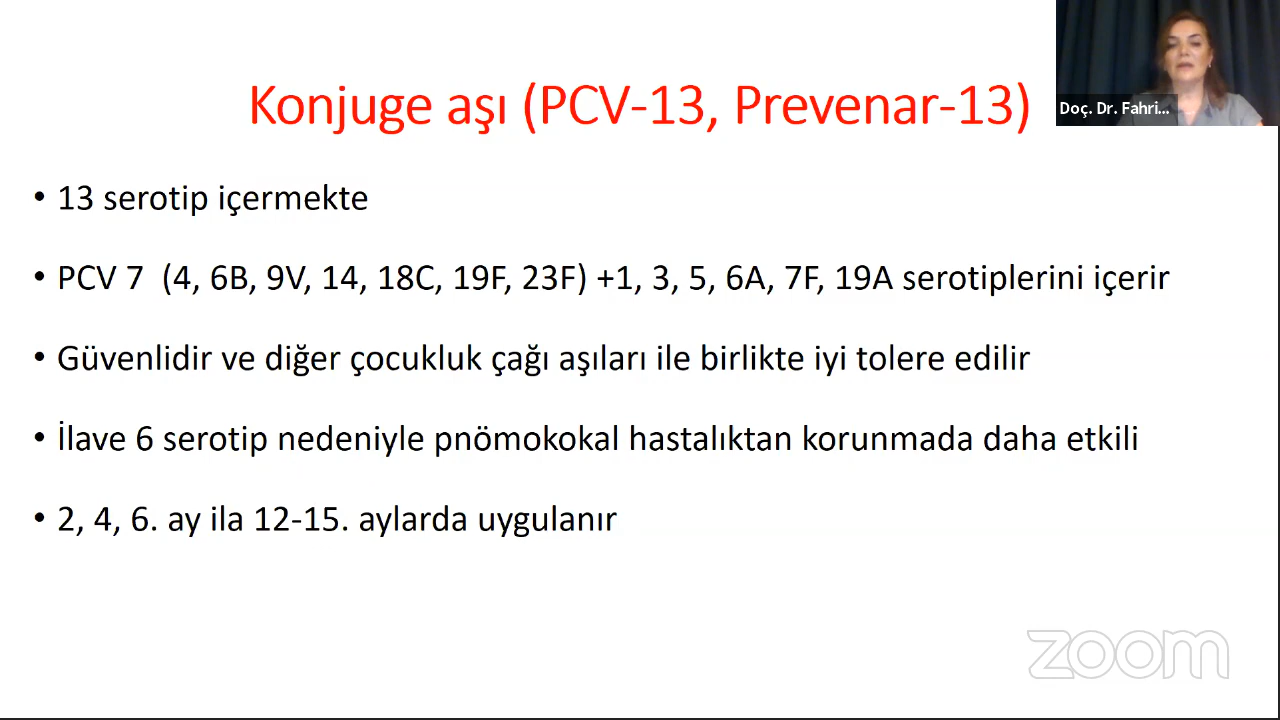 Konjuge aşı (PCV-13, Prevenar-13)
Doç. Dr. Fahri...
• 13 serotip içermekte
• PCV 7 (4, 6B, 9V, 14, 18C, 19F, 23F) +1, 3, 5, 6A, 7F, 19A serotiplerini içerir
• Güvenlidir ve diğer çocukluk çağı aşıları ile birlikte iyi tolere edilir
• İlave 6 serotip nedeniyle pnömokokal hastalıktan korunmada daha etkili
• 2, 4, 6. ay ila 12-15. aylarda uygulanır
zoom